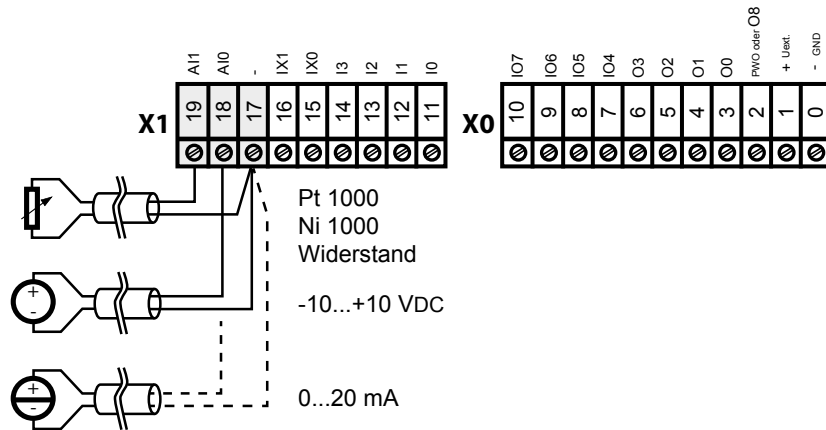 AI1 AI0 - IX1 IX0 I3 I2 I1 I0
IO7 IO6 IO5 IO4 O3 O2 O1 O0 PWO oder O8 + Uext. - GND
X1 19 18 17 16 15 14 13 12 11
X0 10 9 8 7 6 5 4 3 2 1 0
Pt 1000
Ni 1000
Widerstand
+
-
-10...+10 VDC
+
-
0...20 mA